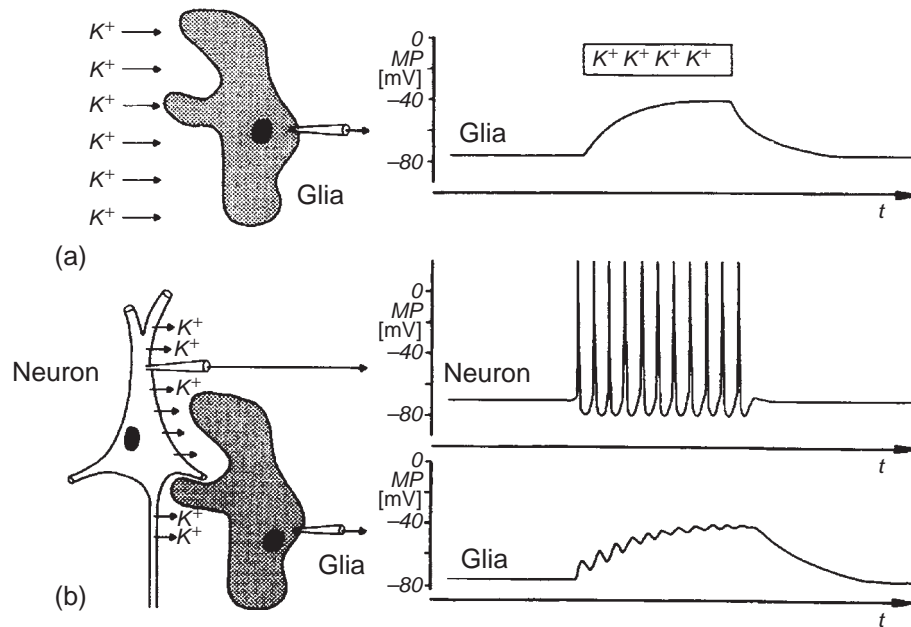 K+
K+
K+
K+
K+
K+
Glia
(a)
0
MP
[mV]
–40
–80
K+ K+ K+ K+
Glia
t
Neuron
K+
K+
K+
K+
K+
Glia
(b)
0
MP
[mV]
–40
–80
Neuron
t
0
MP
[mV]
–40
–80
Glia
t